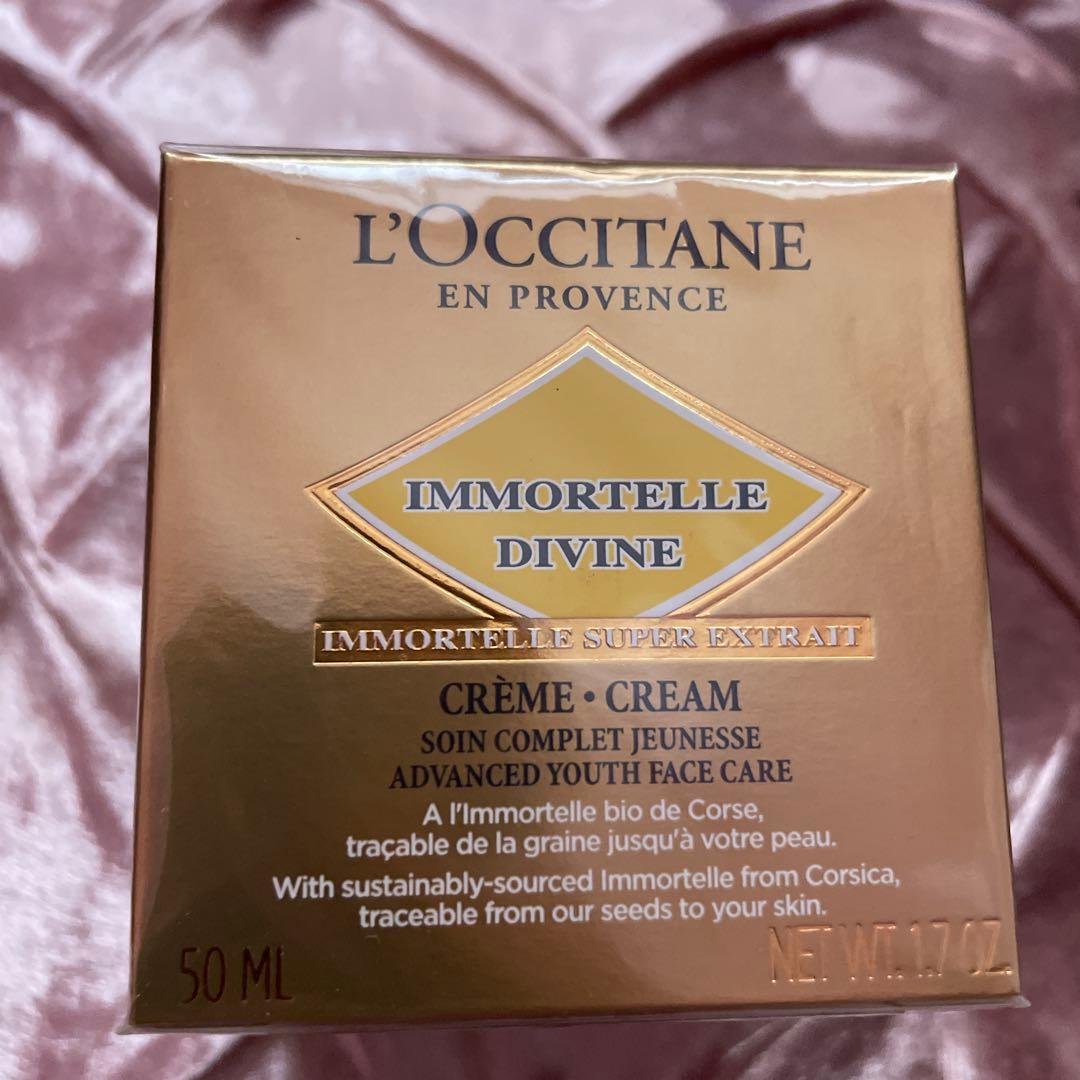 L'OCCITANE
EN PROVENCE
IMMORTELLE
DIVINE
IMMORTELLE SUPER EXTRAIT
CRÈME • CREAM
SOIN COMPLET JEUNESSE
ADVANCED YOUTH FACE CARE
A l'Immortelle bio de Corse,
traçable de la graine jusqu'à votre peau.
With sustainably-sourced Immortelle from Corsica,
traceable from our seeds to your skin.
50 ML
NET WT. 1.7 OZ.